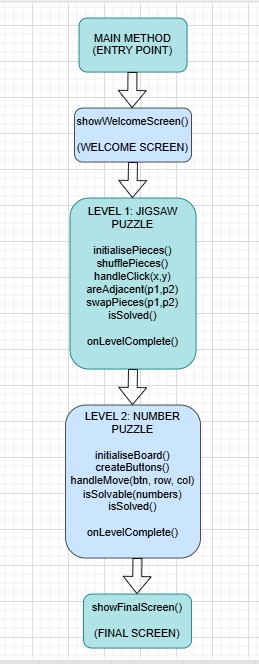 MAIN METHOD
(ENTRY POINT)
showWelcomeScreen()
(WELCOME SCREEN)
LEVEL 1: JIGSAW
PUZZLE
initialisePieces()
shufflePieces()
handleClick(x,y)
areAdjacent(p1,p2)
swapPieces(p1,p2)
isSolved()
onLevelComplete()
LEVEL 2: NUMBER
PUZZLE
initialiseBoard()
createButtons()
handleMove(btn, row, col)
isSolvable(numbers)
isSolved()
onLevelComplete()
showFinalScreen()
(FINAL SCREEN)